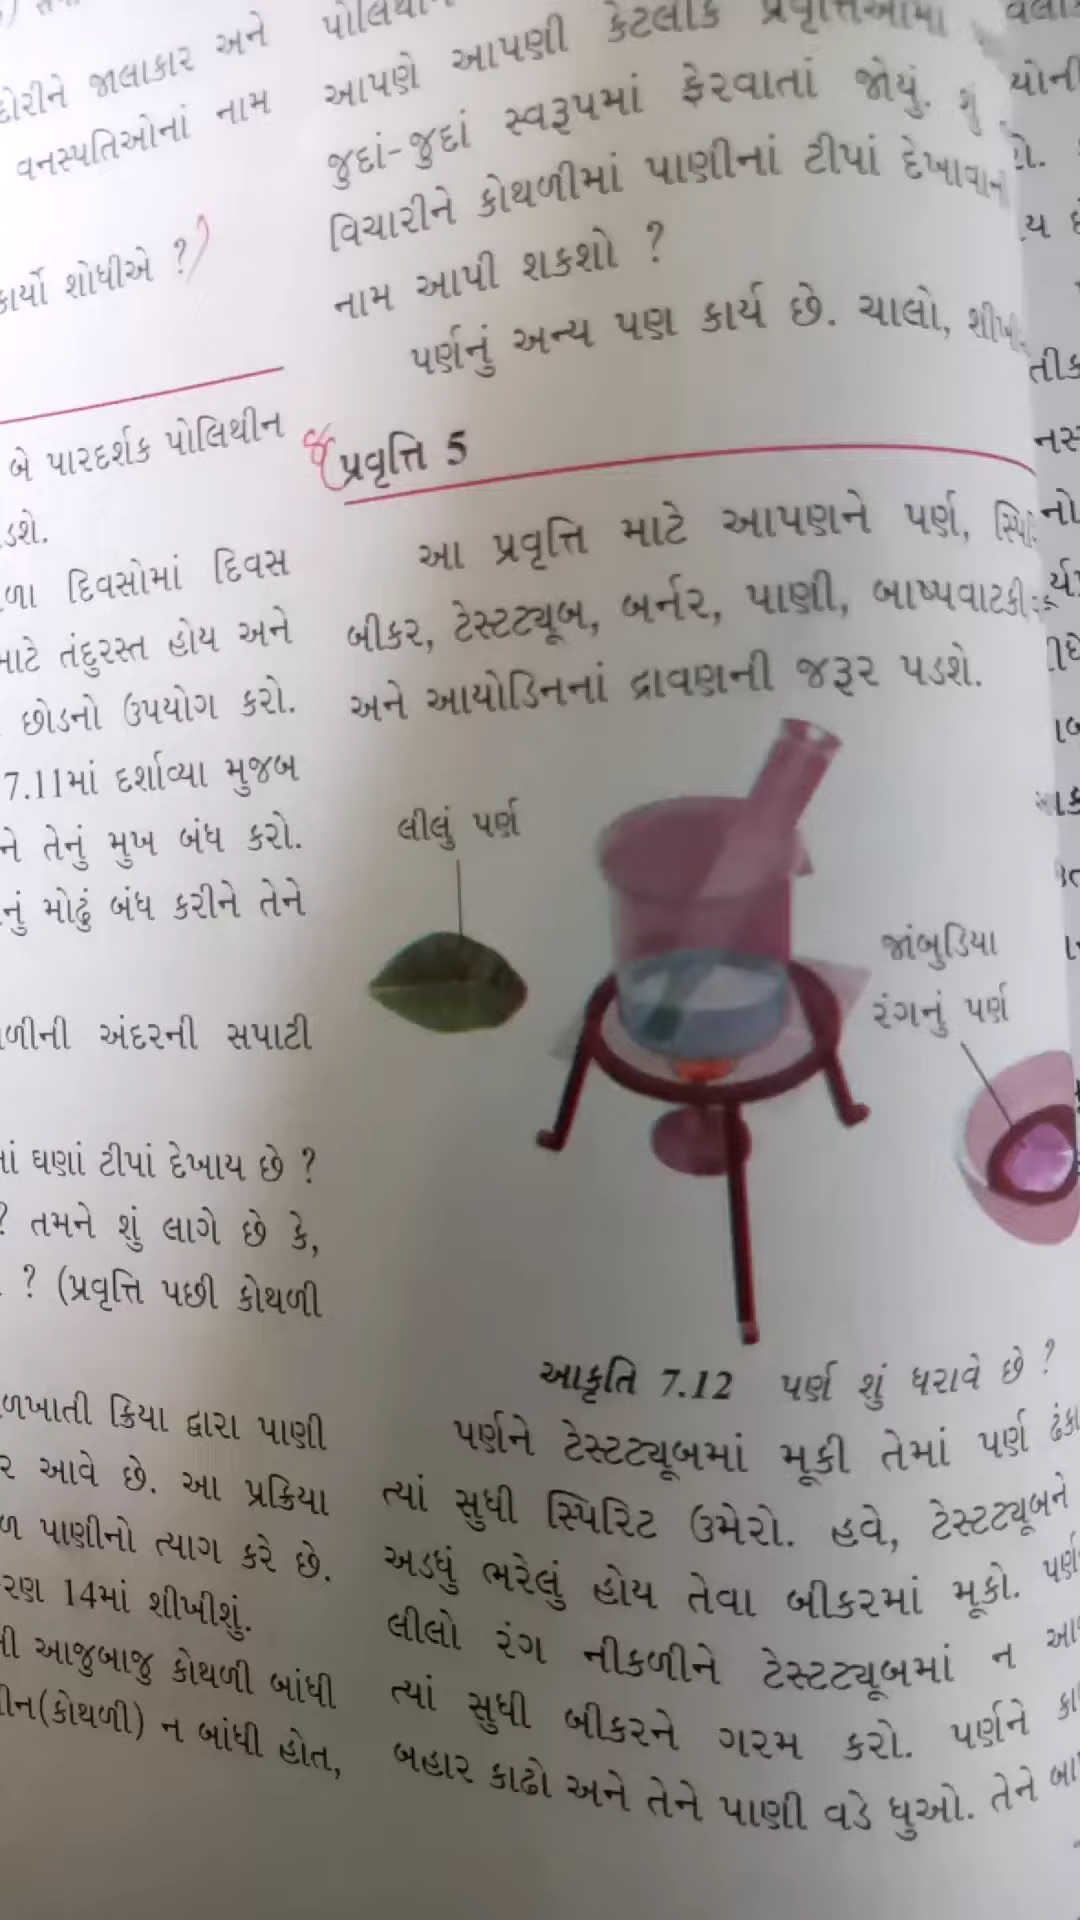 દોરીને જાલાકાર અને
વનસ્પતિઓનાં નામ
કાર્યો શોધીએ ?
બે પારદર્શક પોલિથીન
દિવસોમાં દિવસ
તંદુરસ્ત હોય અને
છોડનો ઉપયોગ કરો.
7.11માં દર્શાવ્યા મુજબ
ને તેનું મુખ બંધ કરો.
મોઢું બંધ કરીને તેને
અંદરની સપાટી
ઘણાં ટીપાં દેખાય છે ?
? તમને શું લાગે છે કે,
? (પ્રવૃત્તિ પછી કોથળી
ક્રિયા દ્વારા પાણી
આવે છે. આ પ્રક્રિયા
પાણીનો ત્યાગ કરે છે.
14માં શીખીશું.
આજુબાજુ કોથળી બાંધી
(કોથળી) ન બાંધી હોત,
આપણે આપણી કેટલીક પ્રવૃત્તિઓમાં
જુદાં-જુદાં સ્વરૂપમાં ફેરવાતાં જોયું. શું
વિચારીને કોથળીમાં પાણીનાં ટીપાં
નામ આપી શકશો ?
પર્ણનું અન્ય પણ કાર્ય છે. ચાલો,
પ્રવૃત્તિ 5
આ પ્રવૃત્તિ માટે આપણને પર્ણ,
બીકર, ટેસ્ટટ્યૂબ, બર્નર, પાણી, બાષ્પવાટકી
અને આયોડિનનાં દ્રાવણની જરૂર પડશે.
લીલું પર્ણ
જાંબુડિયા
રંગનું પર્ણ
આકૃતિ 7.12 પર્ણ શું ધરાવે છે ?
પર્ણને ટેસ્ટટ્યૂબમાં મૂકી તેમાં પર્ણ
ત્યાં સુધી સ્પિરિટ ઉમેરો. હવે, ટેસ્ટટ્યૂબને
અડધું ભરેલું હોય તેવા બીકરમાં મૂકો.
લીલો રંગ નીકળીને ટેસ્ટટ્યૂબમાં ન
ત્યાં સુધી બીકરને ગરમ કરો. પર્ણને
બહાર કાઢો અને તેને પાણી વડે ધુઓ. તેને